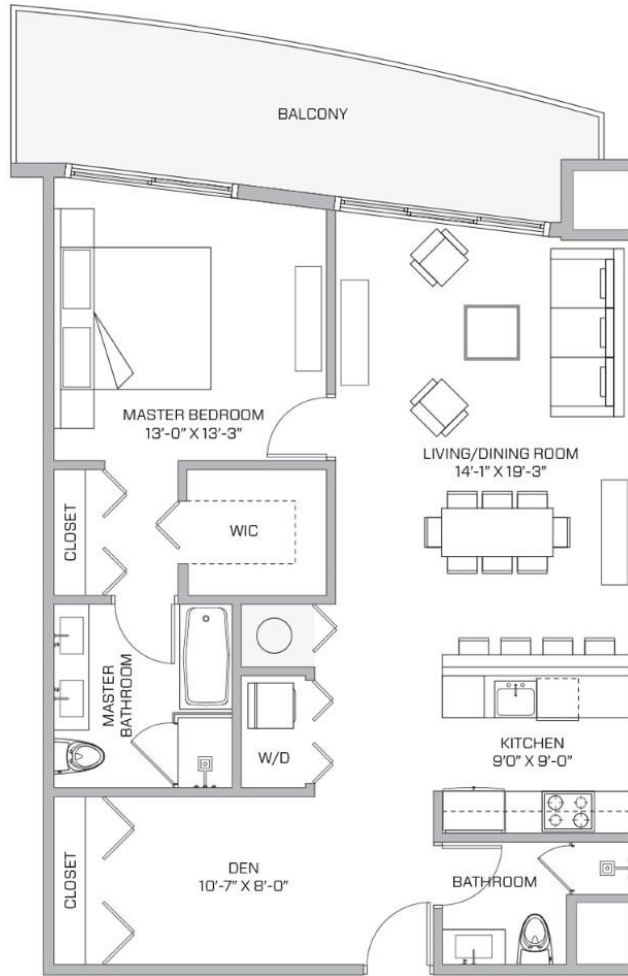 BALCONY
MASTER BEDROOM
13'-0" X 13'-3"
LIVING/DINING ROOM
14'-1" X 19'-3"
CLOSET
WIC
MASTER
BATHROOM
W/D
KITCHEN
9'0" X 9'-0"
CLOSET
DEN
10'-7" X 8'-0"
BATHROOM